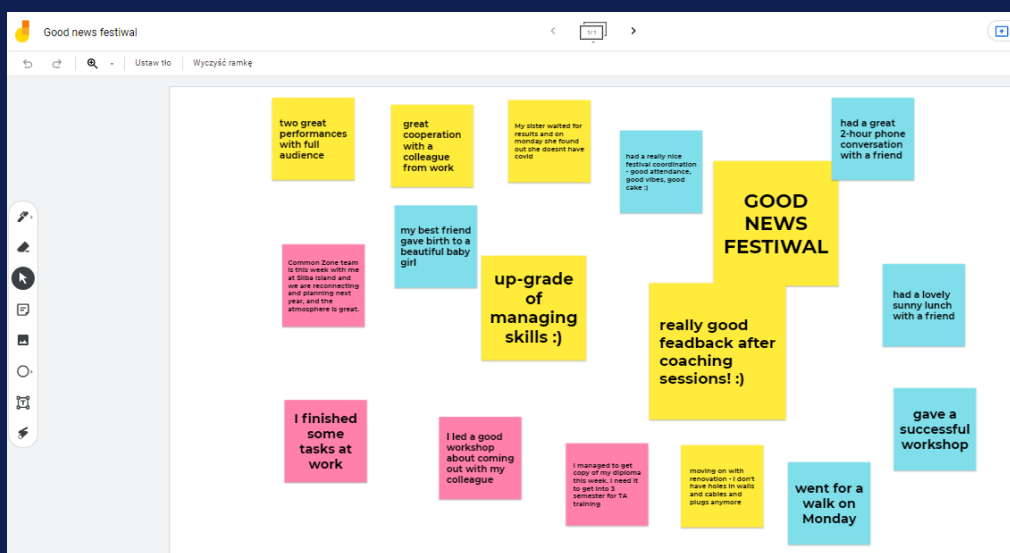 Good news festiwal
1/1
Ustaw tło
Wyczyść ramkę
two great
performances
with full
audience
great
cooperation
with a
colleague
from work
My sister waited for
results and on
monday she found
out she doesnt have
covid
had a really nice
festival coordination
- good attendance,
good vibes, good
cake :)
had a great
2-hour phone
conversation
with a friend
GOOD
NEWS
FESTIWAL
my best friend
gave birth to a
beautiful baby
girl
Common Zone team
is this week with me
at Silba island and
we are reconnecting
and planning next
year, and the
atmosphere is great.
up-grade
of
managing
skills :)
really good
feadback after
coaching
sessions! :)
had a lovely
sunny lunch
with a friend
I finished
some
tasks at
work
I led a good
workshop
about coming
out with my
colleague
I managed to get
copy of my diploma
this week. I need it
to get into 3
semester for TA
training
moving on with
renovation - I don't
have holes in walls
and cables and
plugs anymore
went for a
walk on
Monday
gave a
successful
workshop